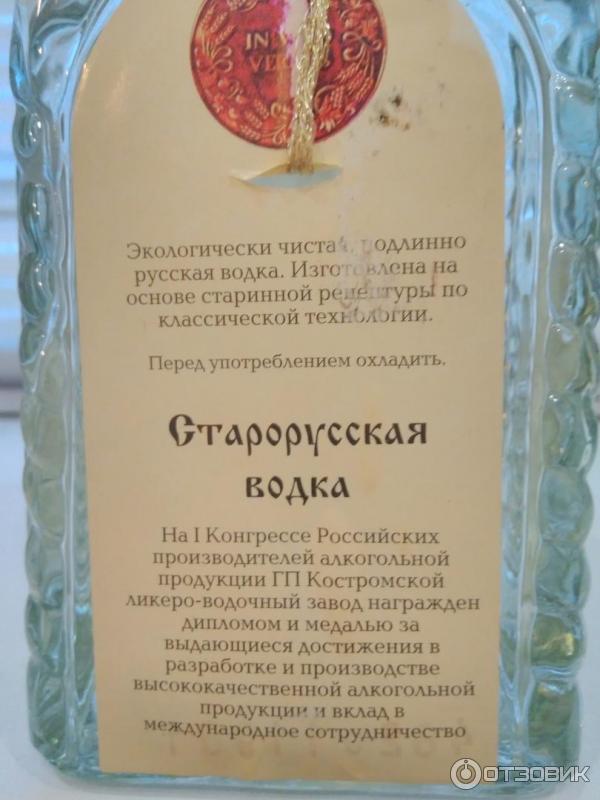 IN VINO
VERITAS
Экологически чистая, подлинно
русская водка. Изготовлена на
основе старинной рецептуры по
классической технологии.
Перед употреблением охладить.
Старорусская
водка
На I Конгрессе Российских
производителей алкогольной
продукции ГП Костромской
ликеро-водочный завод награжден
дипломом и медалью за
выдающиеся достижения в
разработке и производстве
высококачественной алкогольной
продукции и вклад в
международное сотрудничество
ОТЗОВИК